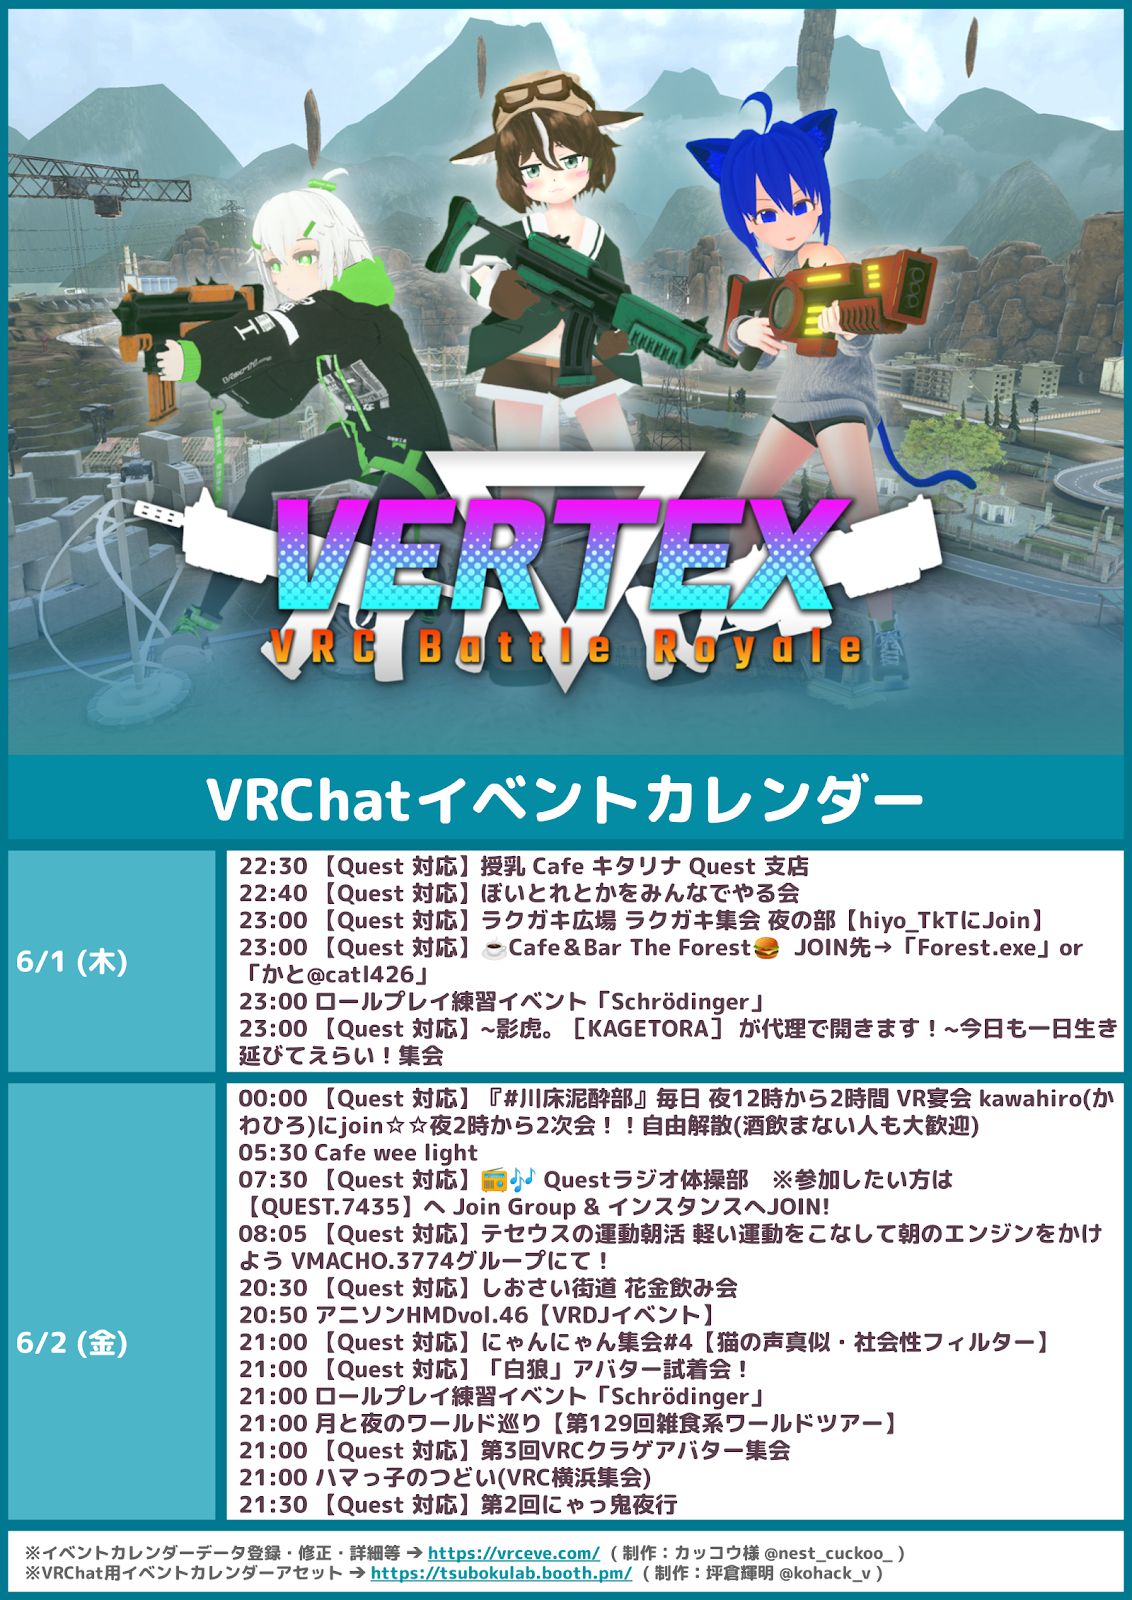 VERTEX
VRC Battle Royale
VRChatイベントカレンダー
6/1 (木)
22:30 【Quest 対応】授乳 Cafe キタリナ Quest 支店
22:40 【Quest 対応】ぼいとれとかをみんなでやる会
23:00 【Quest 対応】ラクガキ広場 ラクガキ集会 夜の部【hiyo_TkTにJoin】
23:00 【Quest 対応】☕Cafe＆Bar The Forest🍔 JOIN先→「Forest.exe」or
「かと@catl426」
23:00 ロールプレイ練習イベント「Schrödinger」
23:00 【Quest 対応】~影虎。［KAGETORA］ が代理で開きます！~今日も一日生き
延びてえらい！集会
6/2 (金)
00:00 【Quest 対応】『#川床泥酔部』毎日 夜12時から2時間 VR宴会 kawahiro(か
わひろ)にjoin☆☆夜2時から2次会！！自由解散(酒飲まない人も大歓迎)
05:30 Cafe wee light
07:30 【Quest 対応】📻🎶 Questラジオ体操部　※参加したい方は
【QUEST.7435】へ Join Group & インスタンスへJOIN!
08:05 【Quest 対応】テセウスの運動朝活 軽い運動をこなして朝のエンジンをかけ
よう VMACHO.3774グループにて！
20:30 【Quest 対応】しおさい街道 花金飲み会
20:50 アニソンHMDvol.46【VRDJイベント】
21:00 【Quest 対応】にゃんにゃん集会#4【猫の声真似・社会性フィルター】
21:00 【Quest 対応】「白狼」アバター試着会！
21:00 ロールプレイ練習イベント「Schrödinger」
21:00 月と夜のワールド巡り【第129回雑食系ワールドツアー】
21:00 【Quest 対応】第3回VRCクラゲアバター集会
21:00 ハマっ子のつどい(VRC横浜集会)
21:30 【Quest 対応】第2回にゃっ鬼夜行
※イベントカレンダーデータ登録・修正・詳細等 → https://vrceve.com/ （ 制作：カッコウ様 @nest_cuckoo_ ）
※VRChat用イベントカレンダーアセット → https://tsubokulab.booth.pm/ （ 制作：坪倉輝明 @kohack_v ）